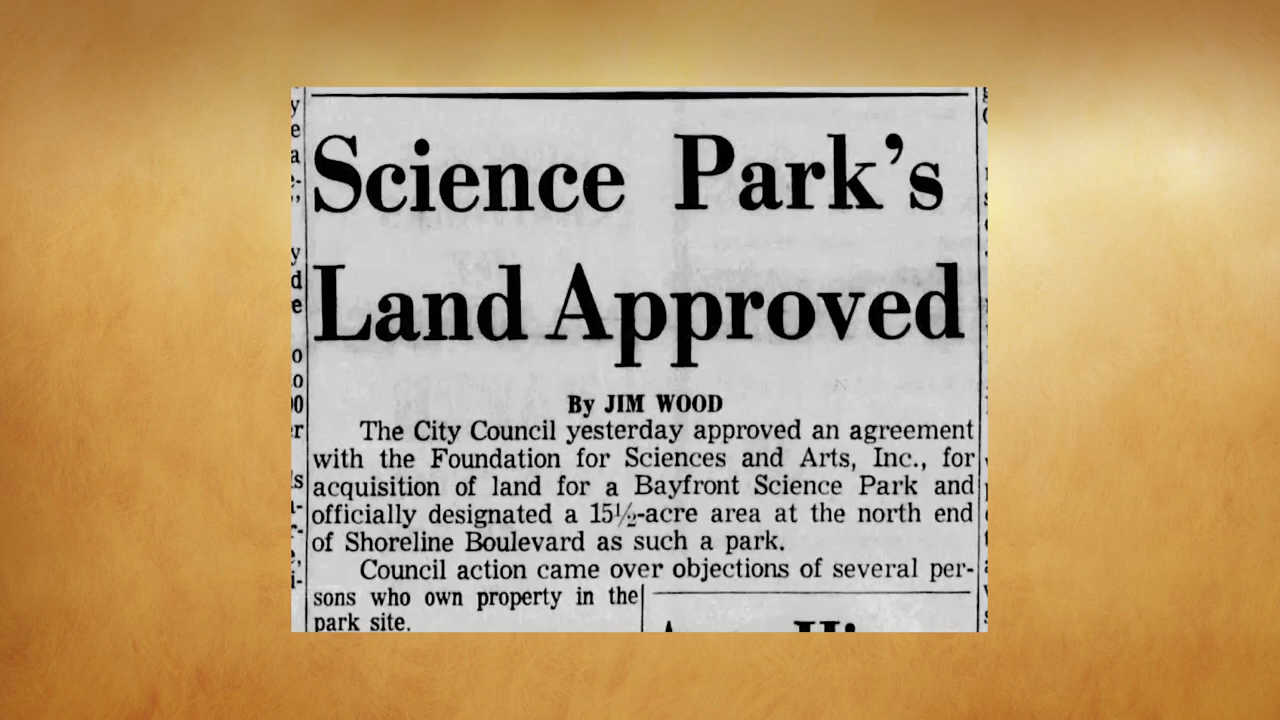 Science Park's
Land Approved
By JIM WOOD
The City Council yesterday approved an agreement
with the Foundation for Sciences and Arts, Inc., for
acquisition of land for a Bayfront Science Park and
officially designated a 15½-acre area at the north end
of Shoreline Boulevard as such a park.
Council action came over objections of several per-
sons who own property in the
park site.